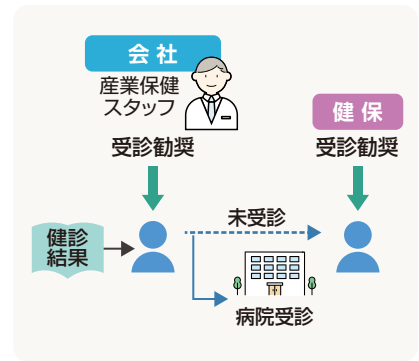 会社
産業保健
スタッフ
受診勧奨
健保
受診勧奨
健診
結果
未受診
病院受診